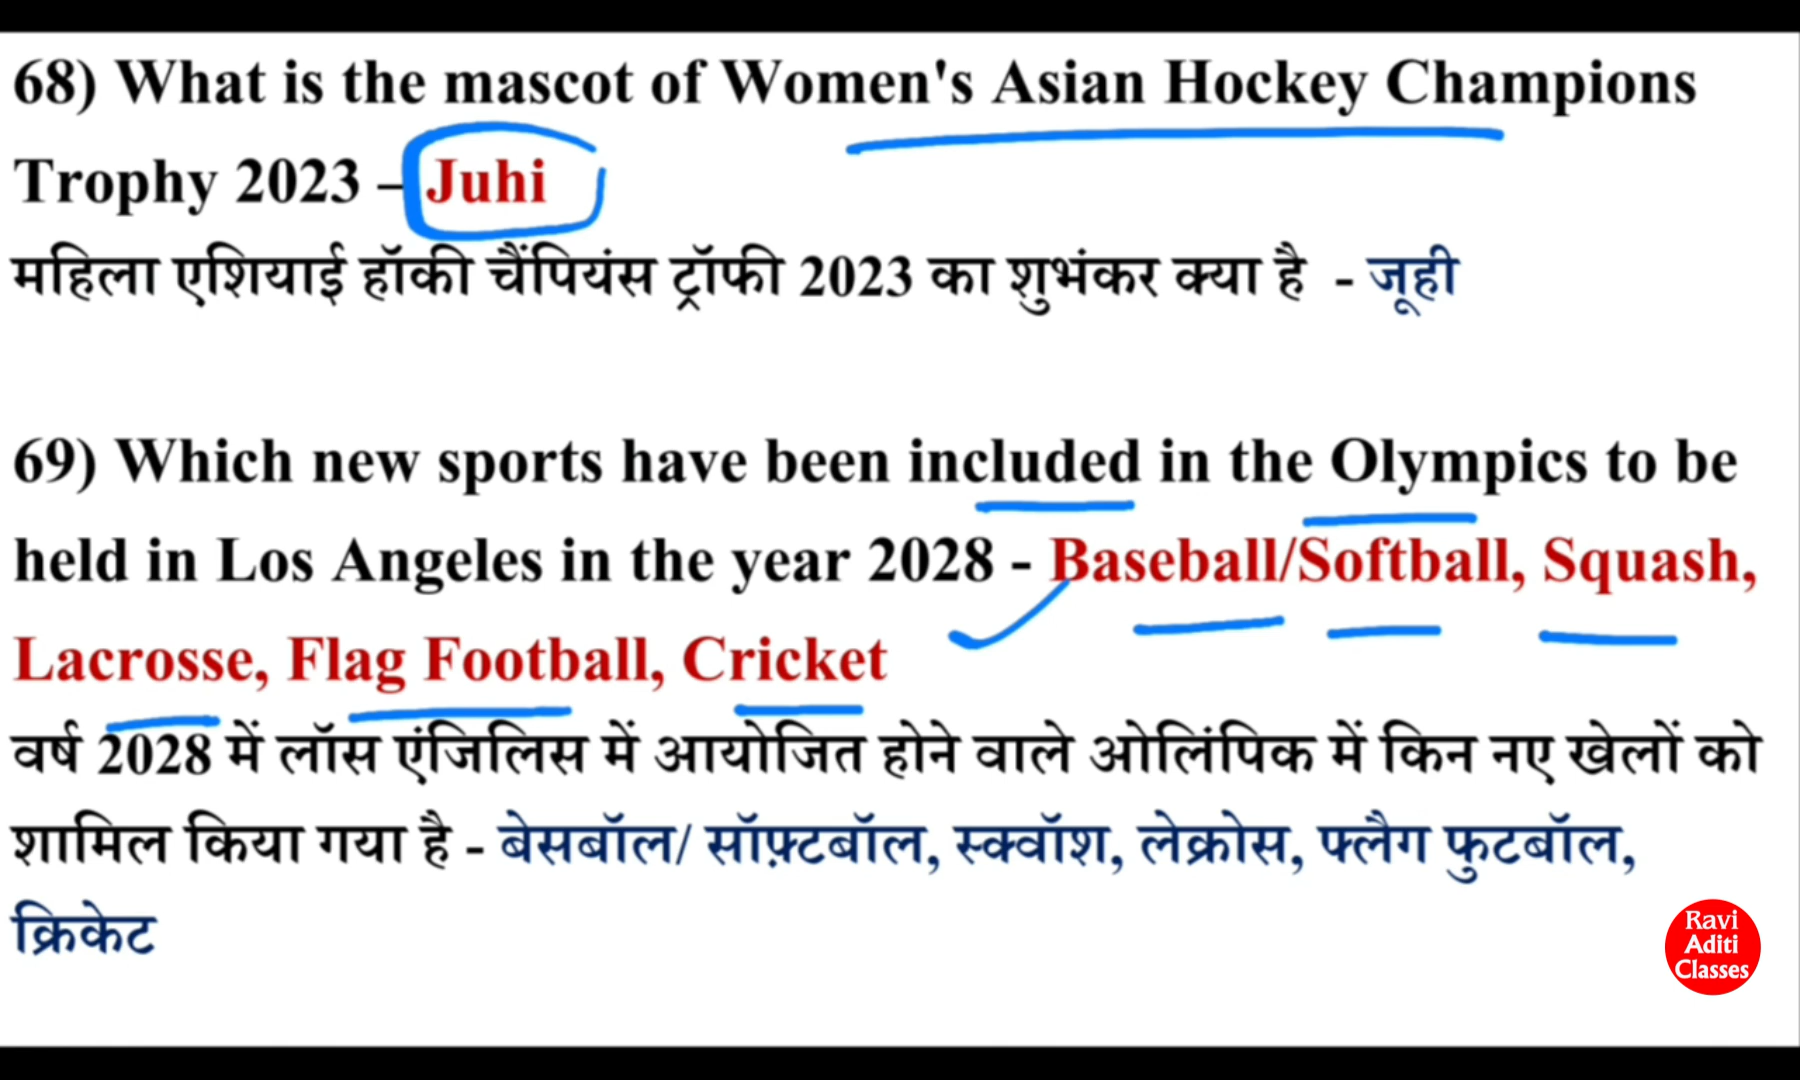 68) What is the mascot of Women's Asian Hockey Champions
Trophy 2023 – Juhi
महिला एशियाई हॉकी चैंपियंस ट्रॉफी 2023 का शुभंकर क्या है - जूही
69) Which new sports have been included in the Olympics to be
held in Los Angeles in the year 2028 - Baseball/Softball, Squash,
Lacrosse, Flag Football, Cricket
वर्ष 2028 में लॉस एंजिलिस में आयोजित होने वाले ओलिंपिक में किन नए खेलों को
शामिल किया गया है - बेसबॉल/ सॉफ़्टबॉल, स्क्वॉश, लेक्रोस, फ्लैग फुटबॉल,
क्रिकेट
Ravi
Aditi
Classes